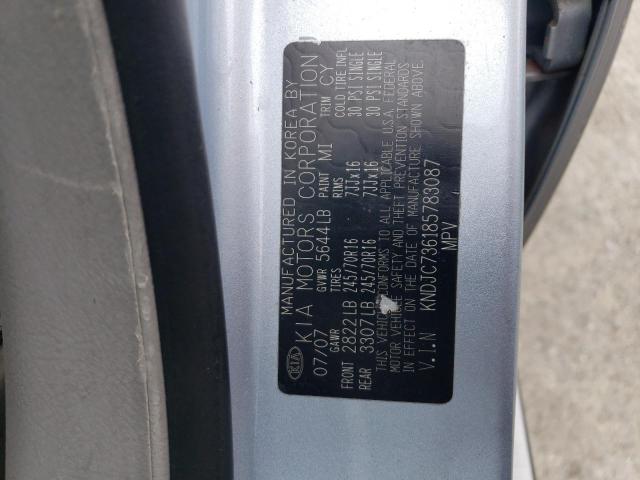 KIA
MANUFACTURED IN KOREA BY
KIA MOTORS CORPORATION
07/07 GVWR 5644LB PAINT MI TRIM CY
GAWR TIRES RIMS COLD TIRE INFL
FRONT 2822LB 245/70R16 7JJx16 30 PSI SINGLE
REAR 3307LB 245/70R16 7JJx16 30 PSI SINGLE
THIS VEHICLE CONFORMS TO ALL APPLICABLE U.S.A. FEDERAL
MOTOR VEHICLE SAFETY AND THEFT PREVENTION STANDARDS
IN EFFECT ON THE DATE OF MANUFACTURE SHOWN ABOVE.
V.I.N KNDJC736185783087
MPV